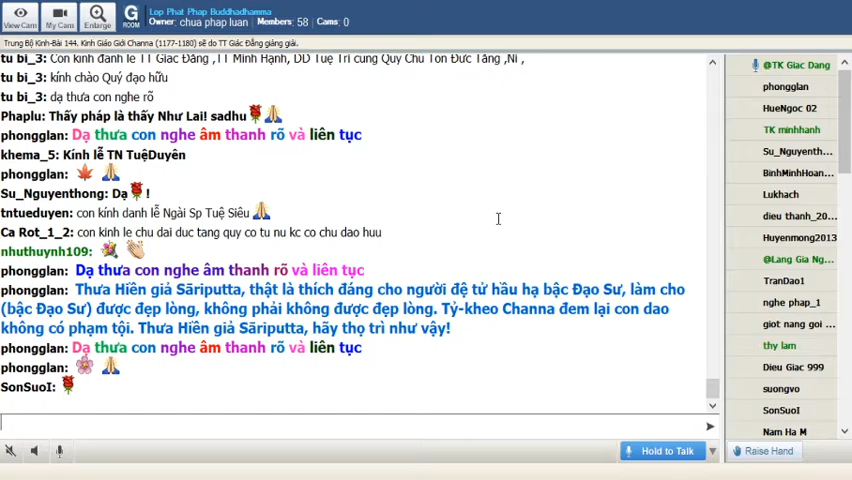 Lop Phat Phap Buddhadhamma
Owner: chua phap luan Members: 58 Cams: 0
View Cam
My Cams
Enlarge
G
ROOM
Trung Bộ Kinh-Bài 144. Kinh Giáo Giới Channa (1177-1180) sẽ do TT Giác Đẳng giảng giải.
tu bi_3: Con kính đảnh lễ TT Giác Đẳng ,TT Minh Hạnh, DD Tuệ Trí cùng Quý Chư Tôn Đức Tăng ,Ni ,
tu bi_3: kính chào Quý đạo hữu
tu bi_3: dạ thưa con nghe rõ
Phaplu: Thấy pháp là thấy Như Lai! sadhu
phongglan: Dạ thưa con nghe âm thanh rõ và liên tục
khema_5: Kính lễ TN TuệDuyên
phongglan:
Su_Nguyenthong: Dạ !
tntueduyen: con kính danh lễ Ngài Sp Tuệ Siêu
Ca Rot_1_2: con kinh le chu dai duc tang quy co tu nu kc co chu dao huu
nhuthuynh109:
phongglan: Dạ thưa con nghe âm thanh rõ và liên tục
phongglan: Thưa Hiền giả Sāriputta, thật là thích đáng cho người đệ tử hầu hạ bậc Đạo Sư, làm cho
(bậc Đạo Sư) được đẹp lòng, không phải không được đẹp lòng. Tỷ-kheo Channa đem lại con dao
không có phạm tội. Thưa Hiền giả Sāriputta, hãy thọ trì như vậy!
phongglan: Dạ thưa con nghe âm thanh rõ và liên tục
phongglan:
SonSuoI:
@TK Giac Dang
phongglan
HueNgoc 02
TK minhhanh
Su_Nguyenth...
BinhMinhHoan...
Lukhach
dieu thanh_20...
Huyenmong2013
@Lang Gia Ng...
TranDao1
nghe phap_1
giot nang goi ...
thy lam
Dieu Giac 999
suongvo
SonSuoI
Nam Ha M
Hold to Talk
Raise Hand